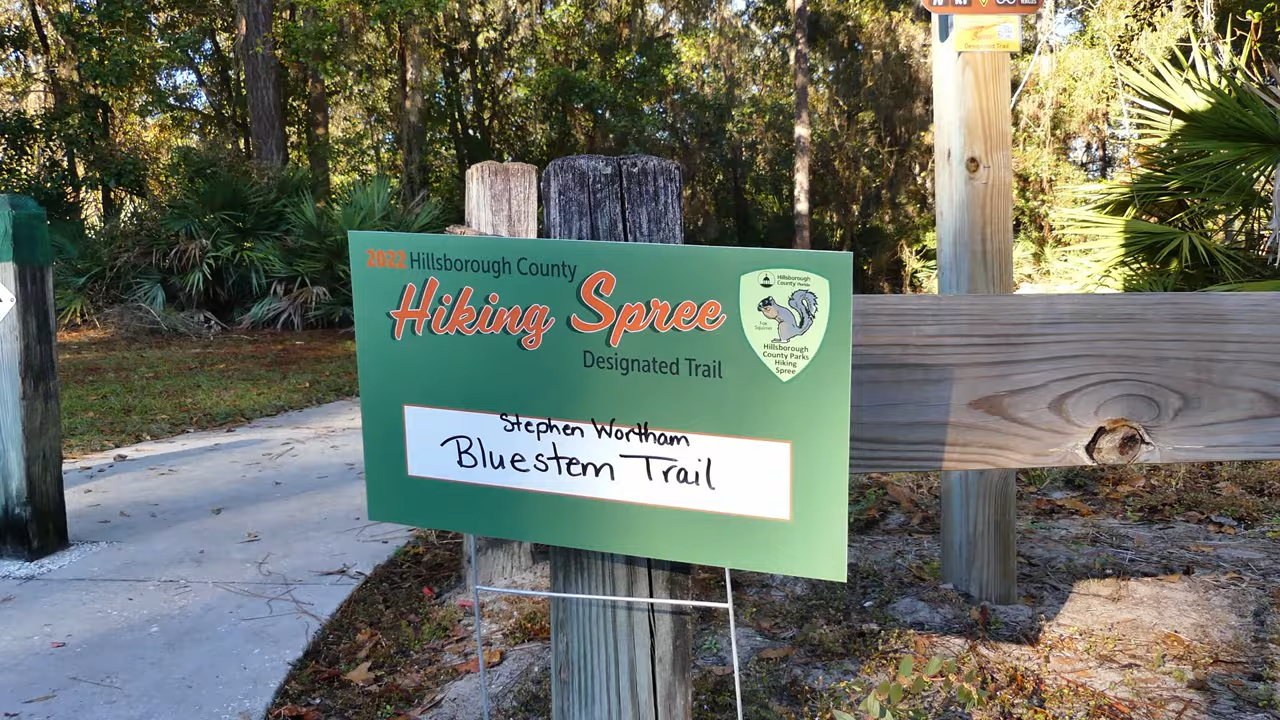 2022 Hillsborough County
Hiking Spree
Designated Trail
Hillsborough
County Florida
Fox
Squirrel
Hillsborough
County Parks
Hiking
Spree
Stephen Wortham
Bluestem Trail
Designated Trail